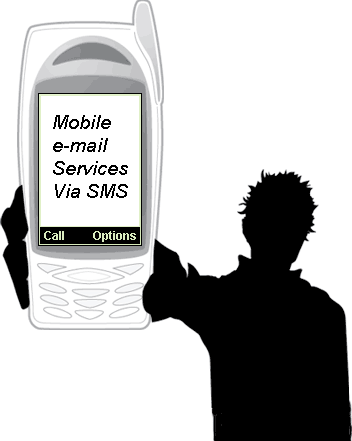 Mobile
e-mail
Services
Via SMS
Call Options